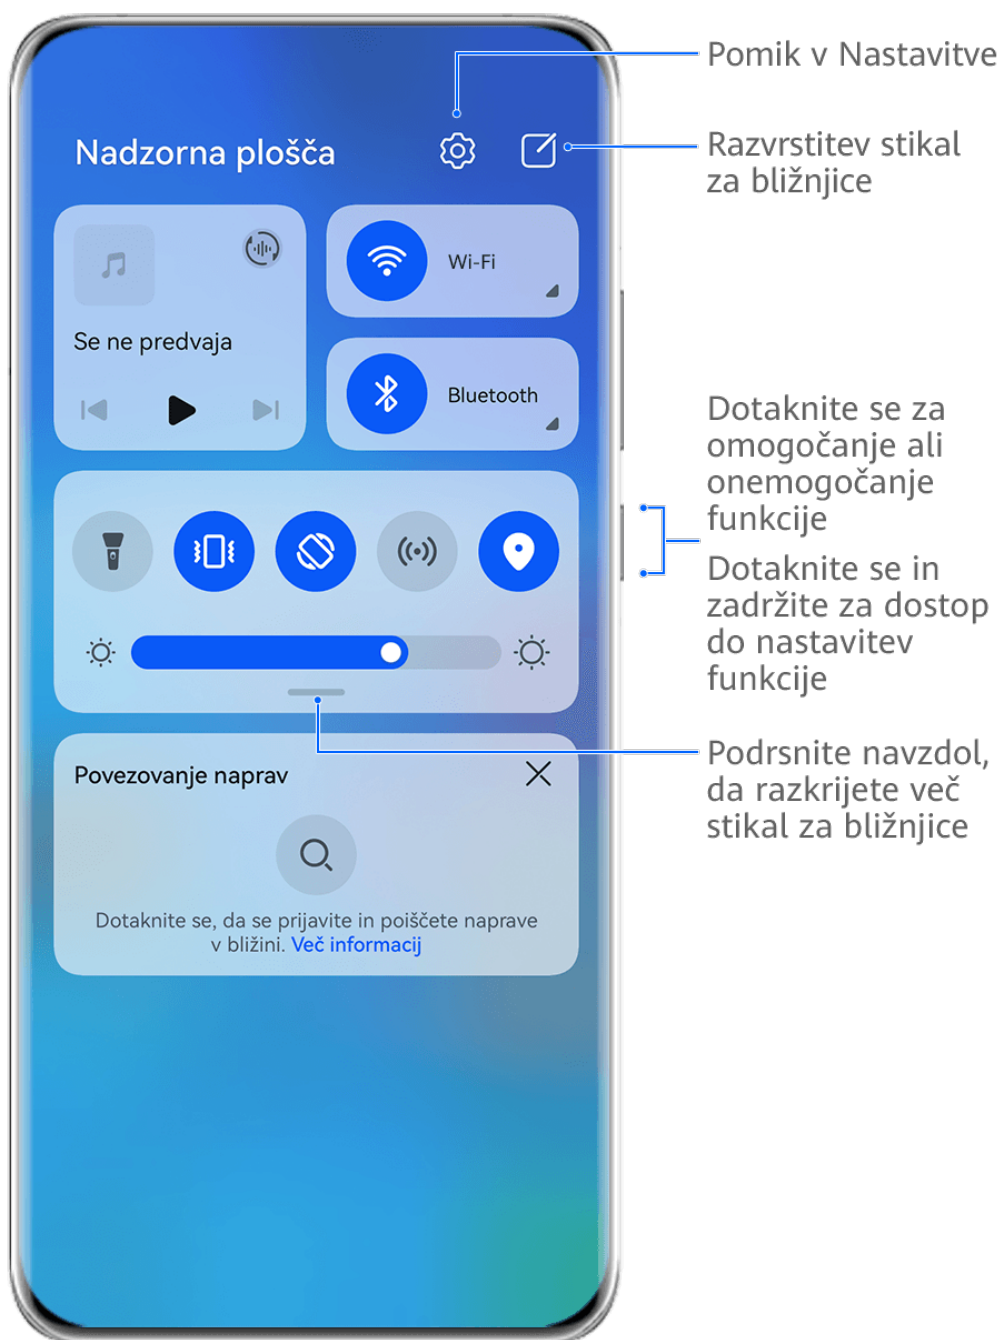 Pomik v Nastavitve
Nadzorna plošča
Razvrstitev stikal
za bližnjice
Wi-Fi
Se ne predvaja
Bluetooth
Dotaknite se za
omogočanje ali
onemogočanje
funkcije
Dotaknite se in
zadržite za dostop
do nastavitev
funkcije
Podrsnite navzdol,
da razkrijete več
stikal za bližnjice
Povezovanje naprav
Dotaknite se, da se prijavite in poiščete naprave
v bližini. Več informacij